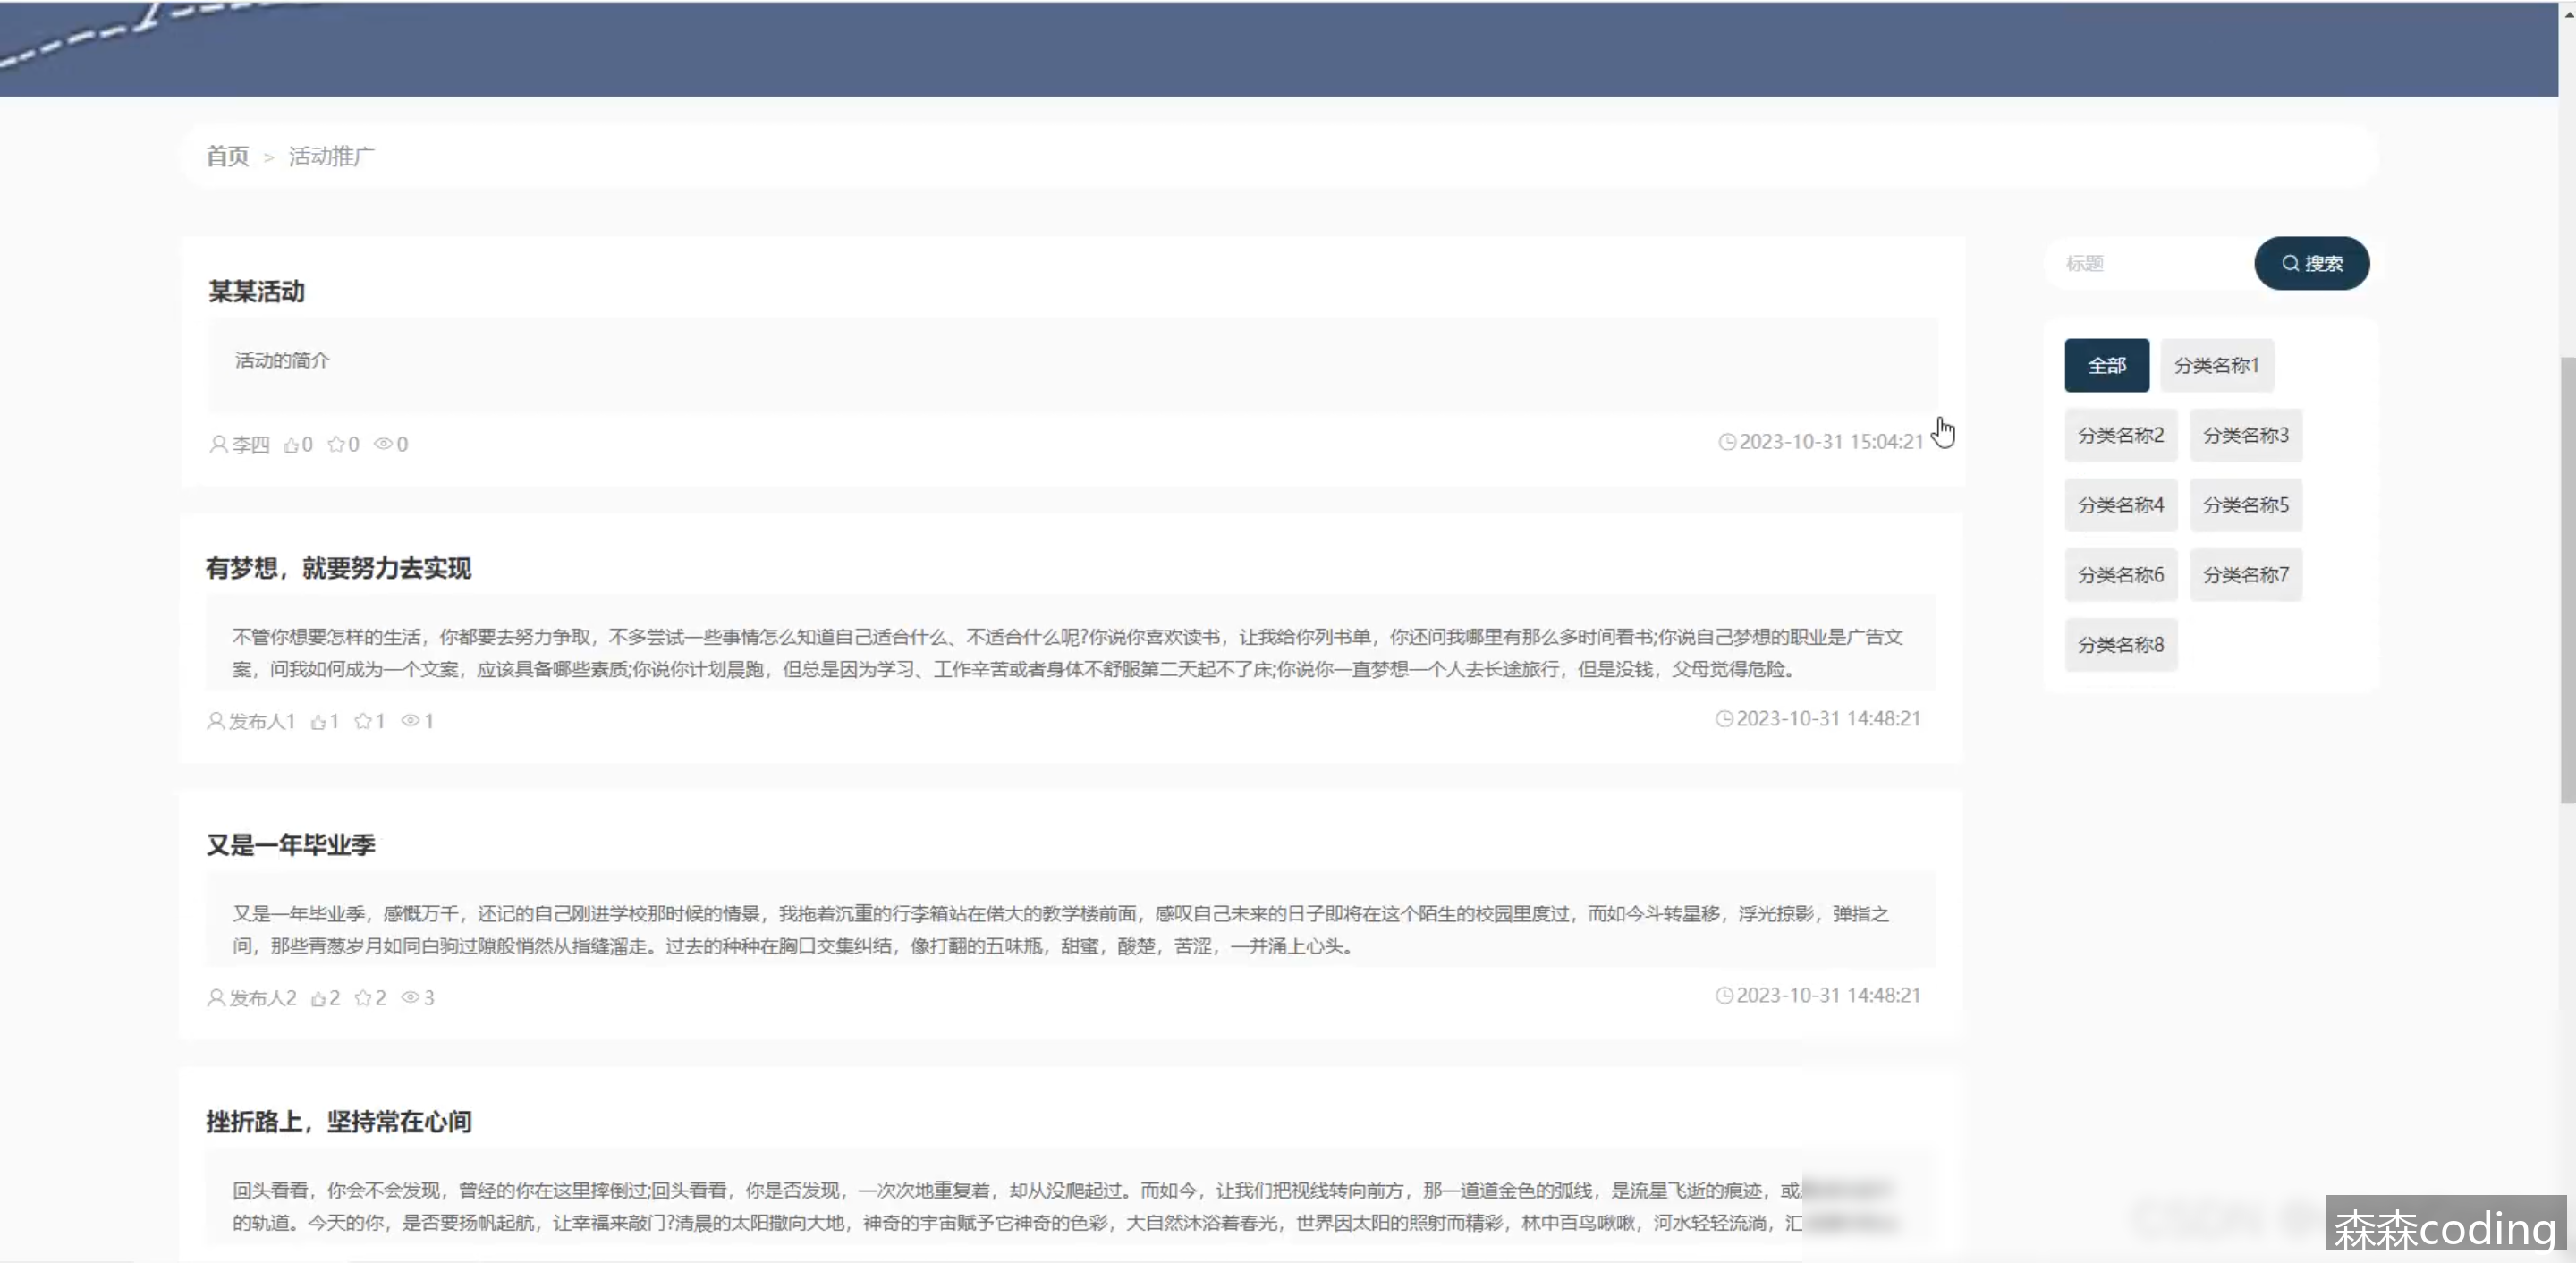 首页 > 活动推广
某某活动
活动的简介
李四 0 0 0
2023-10-31 15:04:21
有梦想，就要努力去实现
不管你想要怎样的生活，你都要去努力争取，不多尝试一些事情怎么知道自己适合什么、不适合什么呢?你说你喜欢读书，让我给你列书单，你还问我哪里有那么多时间看书;你说自己梦想的职业是广告文
案，问我如何成为一个文案，应该具备哪些素质;你说你计划晨跑，但总是因为学习、工作辛苦或者身体不舒服第二天起不了床;你说你一直梦想一个人去长途旅行，但是没钱，父母觉得危险。
发布人1 1 1 1
2023-10-31 14:48:21
又是一年毕业季
又是一年毕业季，感慨万千，还记的自己刚进学校那时候的情景，我拖着沉重的行李箱站在偌大的教学楼前面，感叹自己未来的日子即将在这个陌生的校园里度过，而如今斗转星移，浮光掠影，弹指之
间，那些青葱岁月如同白驹过隙般悄然从指缝溜走。过去的种种在胸口交集纠结，像打翻的五味瓶，甜蜜，酸楚，苦涩，一并涌上心头。
发布人2 2 2 3
2023-10-31 14:48:21
挫折路上，坚持常在心间
回头看看，你会不会发现，曾经的你在这里摔倒过;回头看看，你是否发现，一次次地重复着，却从没爬起过。而如今，让我们把视线转向前方，那一道道金色的弧线，是流星飞逝的痕迹，或
的轨道。今天的你，是否要扬帆起航，让幸福来敲门?清晨的太阳撒向大地，神奇的宇宙赋予它神奇的色彩，大自然沐浴着春光，世界因太阳的照射而精彩，林中百鸟啾啾，河水轻轻流淌，汇
标题
搜索
全部 分类名称1
分类名称2 分类名称3
分类名称4 分类名称5
分类名称6 分类名称7
分类名称8
森森coding